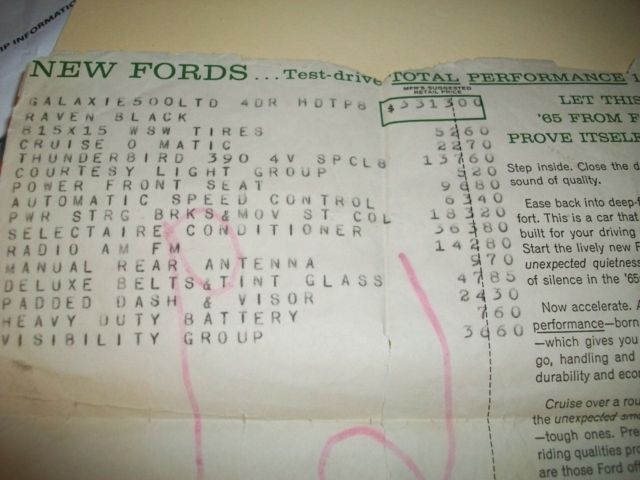 NEW FORDS...Test-drive TOTAL PERFORMANCE 1
MFR'S. SUGGESTED
RETAIL PRICE
GALAXIE500LTD 4DR HDTP8 $331300
RAVEN BLACK
815X15 WSW TIRES 5260
CRUISE O MATIC 2270
THUNDERBIRD 390 4V SPCL8 13760
COURTESY LIGHT GROUP 520
POWER FRONT SEAT 9680
AUTOMATIC SPEED CONTROL 6340
PWR STRG BRKS&MOV ST COL 18320
SELECTAIRE CONDITIONER 36380
RADIO AM FM 14280
MANUAL REAR ANTENNA 970
DELUXE BELTS&TINT GLASS 4785
PADDED DASH & VISOR 2430
HEAVY DUTY BATTERY 760
VISIBILITY GROUP 3660
LET THIS
'65 FROM F
PROVE ITSELF
Step inside. Close the d
sound of quality.
Ease back into deep-f
fort. This is a car that
built for your driving
Start the lively new F
unexpected quietness
of silence in the '65
Now accelerate. A
performance—born
—which gives you
go, handling and
durability and eco
Cruise over a rou
the unexpected smo
—tough ones. Pre
riding qualities pro
are those Ford off